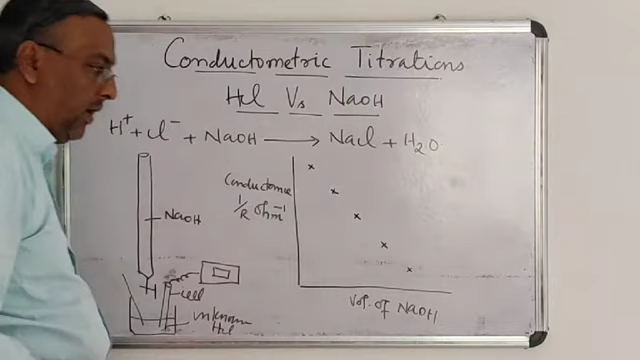 Conductometric Titrations
Hcl Vs NaOH
H⁺ + Cl⁻ + NaOH ⟶ Nacl + H₂O
Conductance
1/R ohm⁻¹
NaOH
cell
unknown
Hcl
Vol. of NaOH